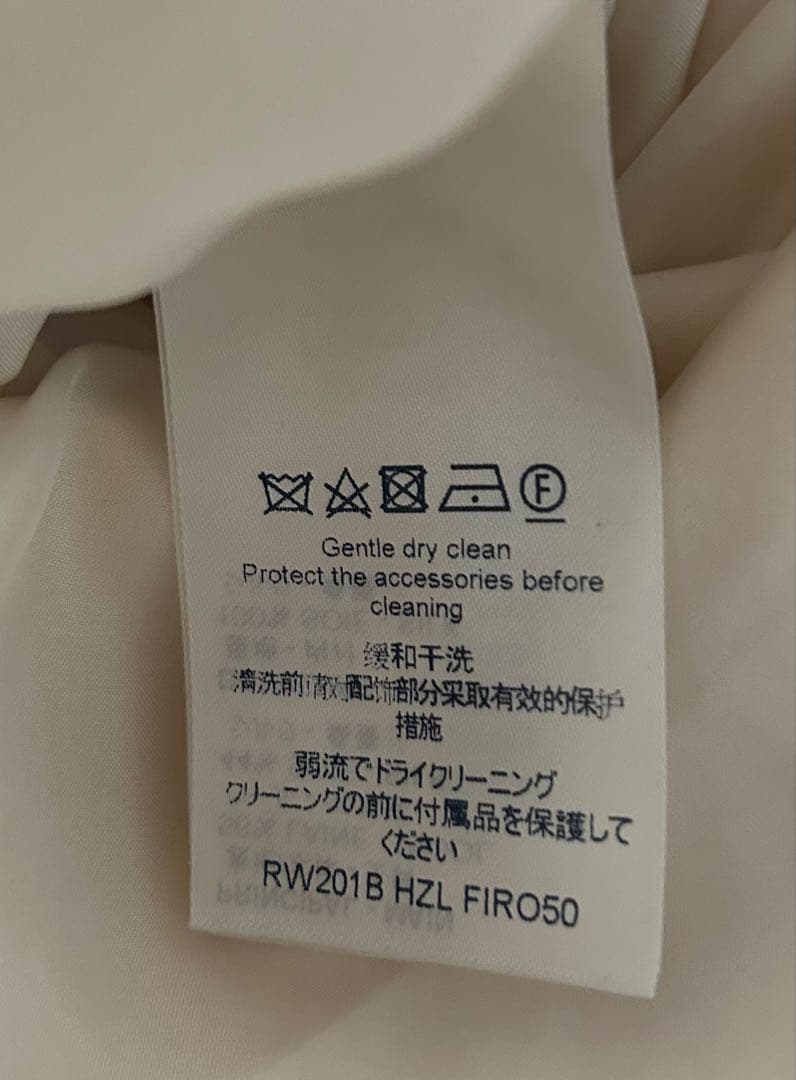 F
Gentle dry clean
Protect the accessories before
cleaning
缓和干洗
清洗前请对配饰部分采取有效的保护
措施
弱流でドライクリーニング
クリーニングの前に付属品を保護して
ください
RW201B HZL FIRO50